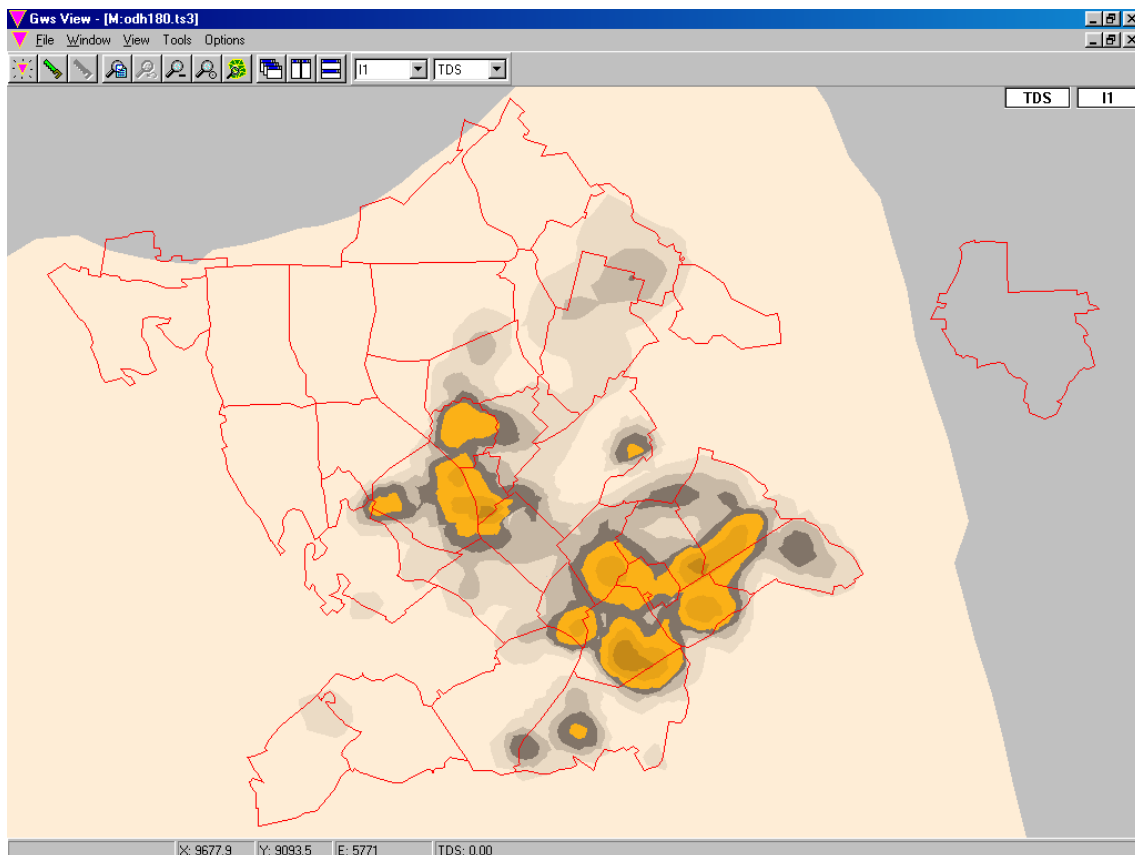 Gws View - [M:odh180.ts3]
File Window View Tools Options
I1 TDS
TDS I1
X: 9677.9 Y: 9093.5 E: 5771 TDS: 0.00